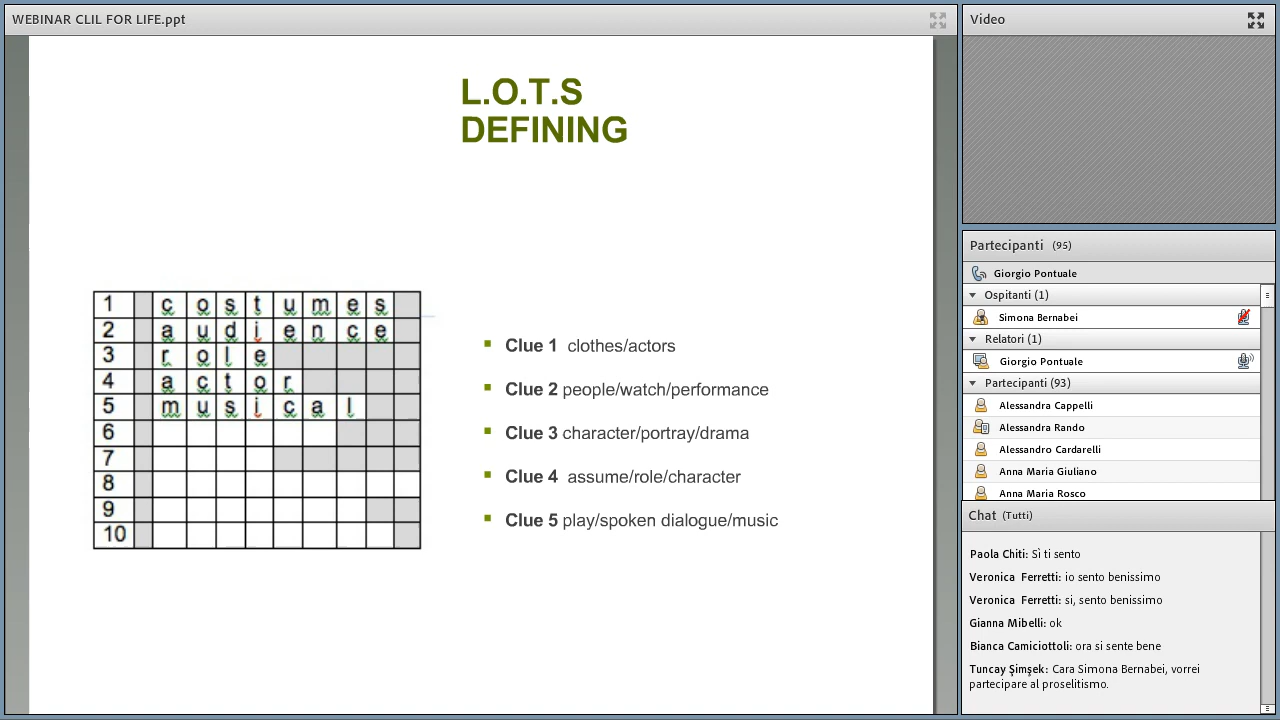 WEBINAR CLIL FOR LIFE.ppt
L.O.T.S
DEFINING
1 c o s t u m e s
2 a u d i e n c e
3 r o l e
4 a c t o r
5 m u s i c a l
6
7
8
9
10
Clue 1 clothes/actors
Clue 2 people/watch/performance
Clue 3 character/portray/drama
Clue 4 assume/role/character
Clue 5 play/spoken dialogue/music
Video
Partecipanti (95)
Giorgio Pontuale
Ospitanti (1)
Simona Bernabei
Relatori (1)
Giorgio Pontuale
Partecipanti (93)
Alessandra Cappelli
Alessandra Rando
Alessandro Cardarelli
Anna Maria Giuliano
Anna Maria Rosco
Chat (Tutti)
Paola Chiti: Sì ti sento
Veronica Ferretti: io sento benissimo
Veronica Ferretti: si, sento benissimo
Gianna Mibelli: ok
Bianca Camiciottoli: ora si sente bene
Tuncay Şimşek: Cara Simona Bernabei, vorrei
partecipare al proselitismo.